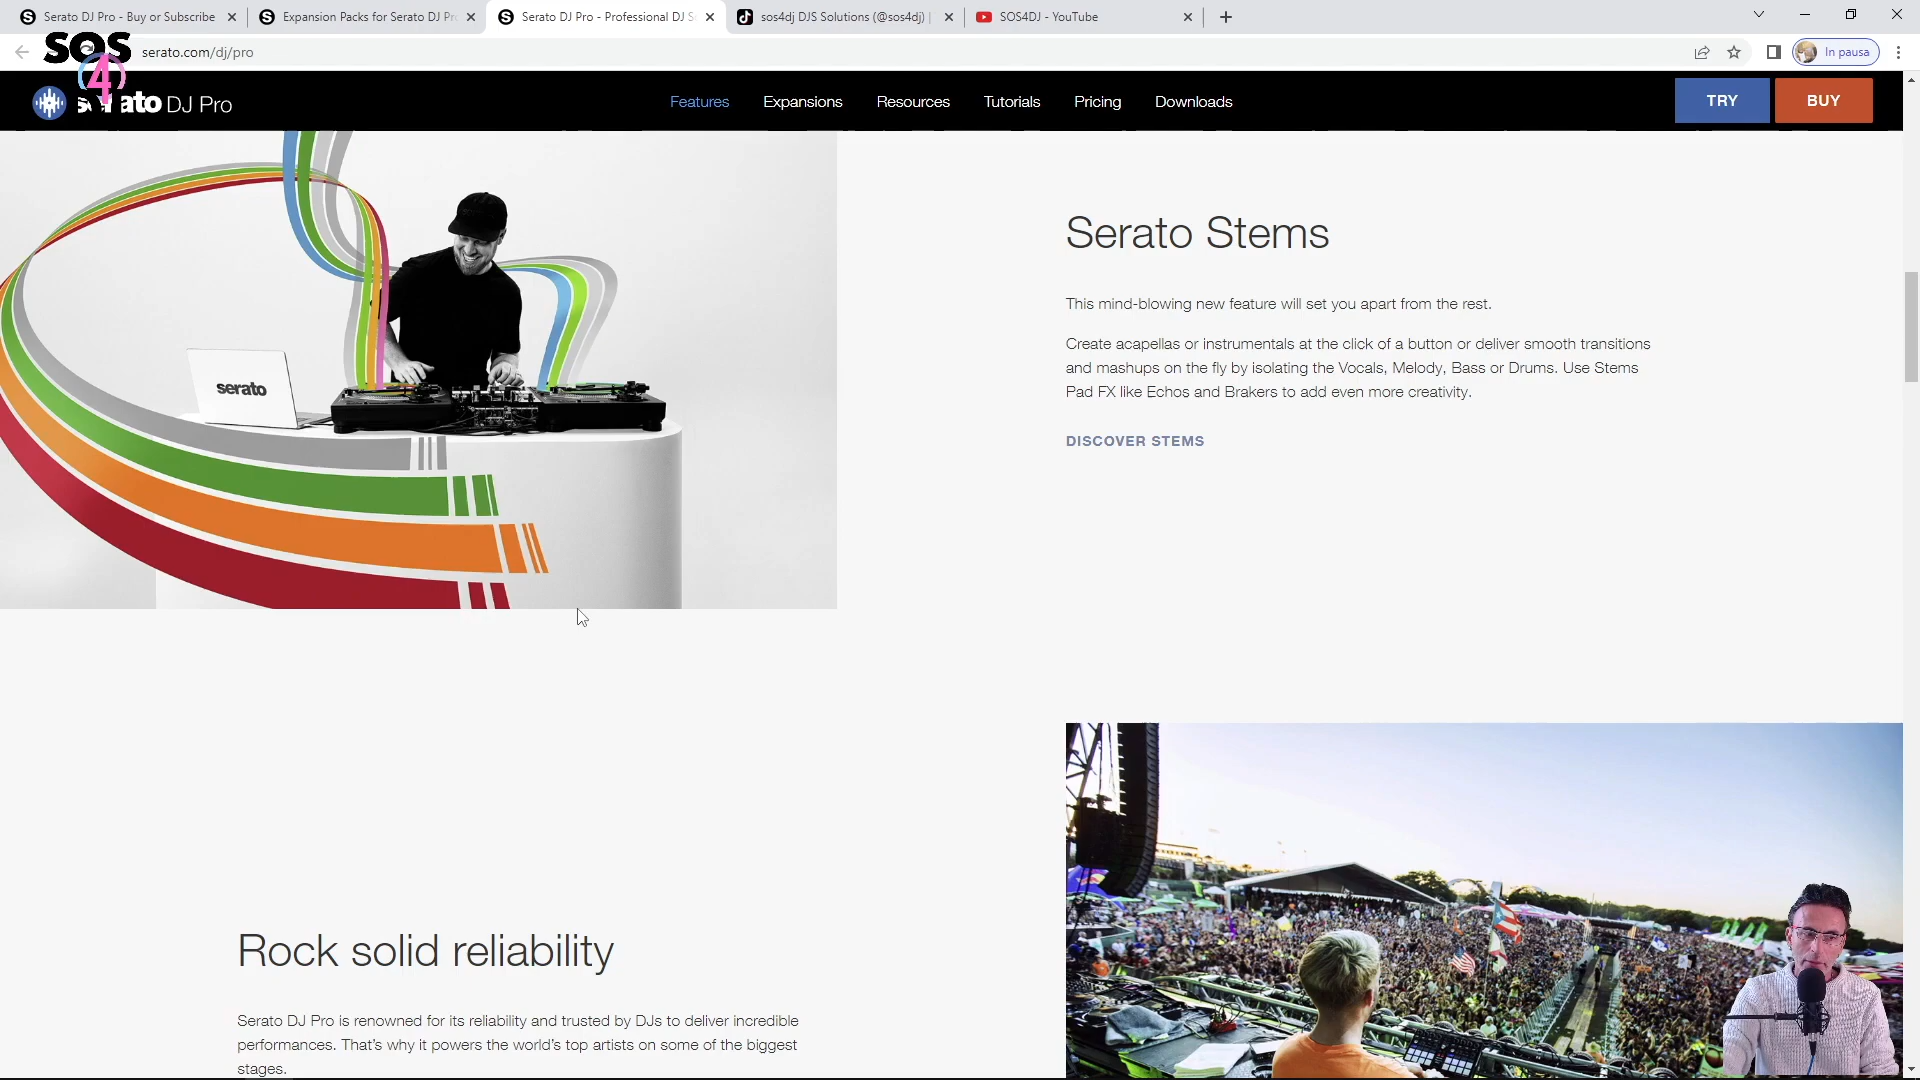 Serato DJ Pro - Buy or Subscribe
Expansion Packs for Serato DJ Pr
Serato DJ Pro - Professional DJ S
sos4dj DJS Solutions (@sos4dj) |
SOS4DJ - YouTube
SOS
4
serato.com/dj/pro
In pausa
serato DJ Pro
Features
Expansions
Resources
Tutorials
Pricing
Downloads
TRY
BUY
serato
Serato Stems
This mind-blowing new feature will set you apart from the rest.
Create acapellas or instrumentals at the click of a button or deliver smooth transitions
and mashups on the fly by isolating the Vocals, Melody, Bass or Drums. Use Stems
Pad FX like Echos and Brakers to add even more creativity.
DISCOVER STEMS
Rock solid reliability
Serato DJ Pro is renowned for its reliability and trusted by DJs to deliver incredible
performances. That's why it powers the world's top artists on some of the biggest
stages.